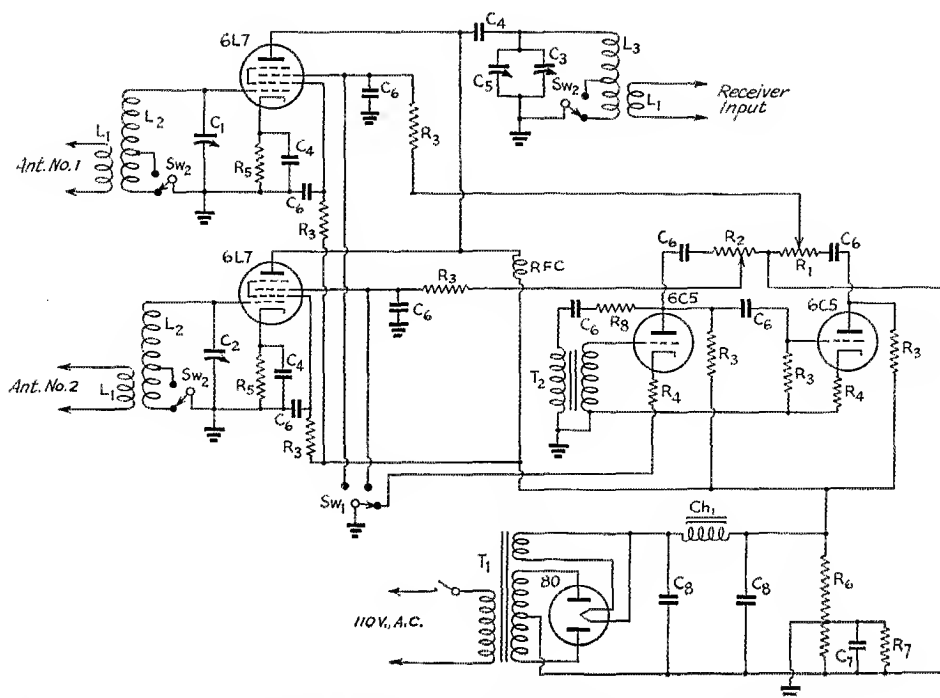 C4
6L7
L3
C5
C3
Sw2
L1
Receiver
Input
C6
R3
L1
L2
C1
R5
C4
Ant. No.1
Sw2
C6
R3
6L7
RFC
R3
C6
C6
R2
R1
C6
6C5
6C5
L2
C2
R5
C4
C6
R8
C6
R3
R3
R3
Ant. No.2
L1
Sw2
T2
R4
R4
C6
R3
Sw1
Ch1
T1
80
C8
C8
R6
110V., A.C.
C7
R7